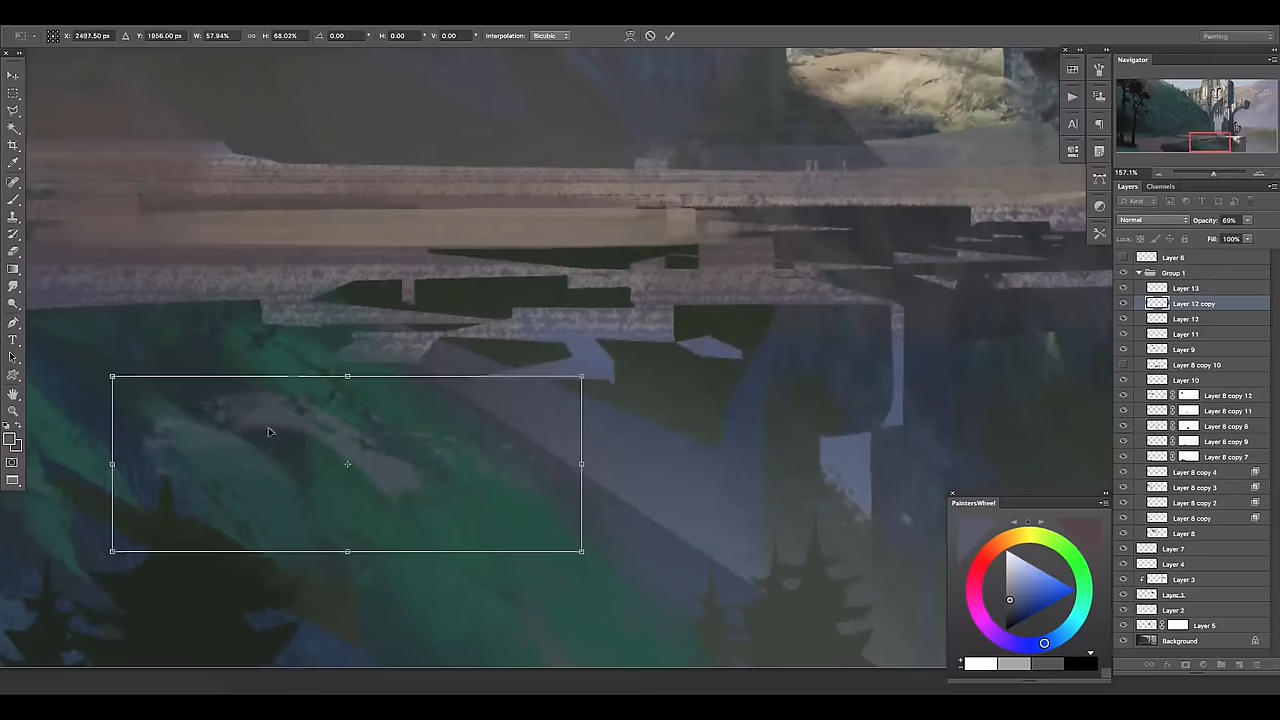 X: 2497.50 px Y: 1956.00 px W: 57.94% H: 68.02% 0.00 ° H: 0.00 ° V: 0.00 ° Interpolation: Bicubic Painting
Navigator
157.1%
Layers Channels
Kind
Normal Opacity: 69%
Lock: Fill: 100%
Layer 6
Group 1
Layer 13
Layer 12 copy
Layer 12
Layer 11
Layer 9
Layer 8 copy 10
Layer 10
Layer 8 copy 12
Layer 8 copy 11
Layer 8 copy 8
Layer 8 copy 9
Layer 8 copy 7
Layer 8 copy 4
Layer 8 copy 3
Layer 8 copy 2
Layer 8 copy
Layer 8
Layer 7
Layer 4
Layer 3
Layer 1
Layer 2
Layer 5
Background
PaintersWheel